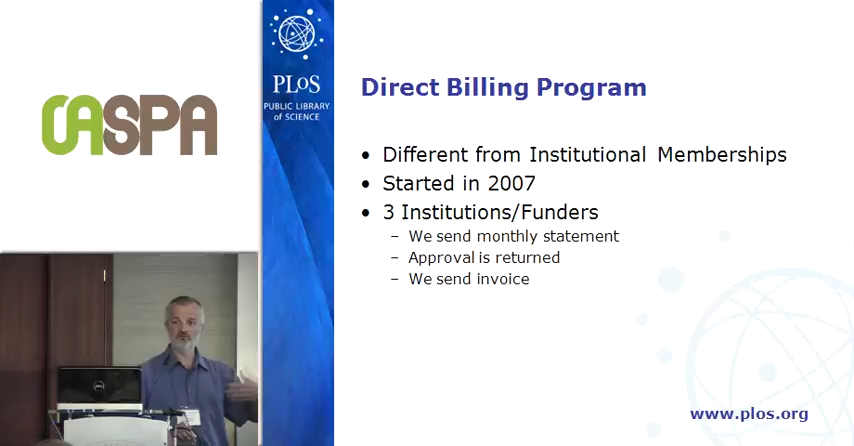 OASPA
PLoS
PUBLIC LIBRARY
of SCIENCE
Direct Billing Program
• Different from Institutional Memberships
• Started in 2007
• 3 Institutions/Funders
– We send monthly statement
– Approval is returned
– We send invoice
www.plos.org